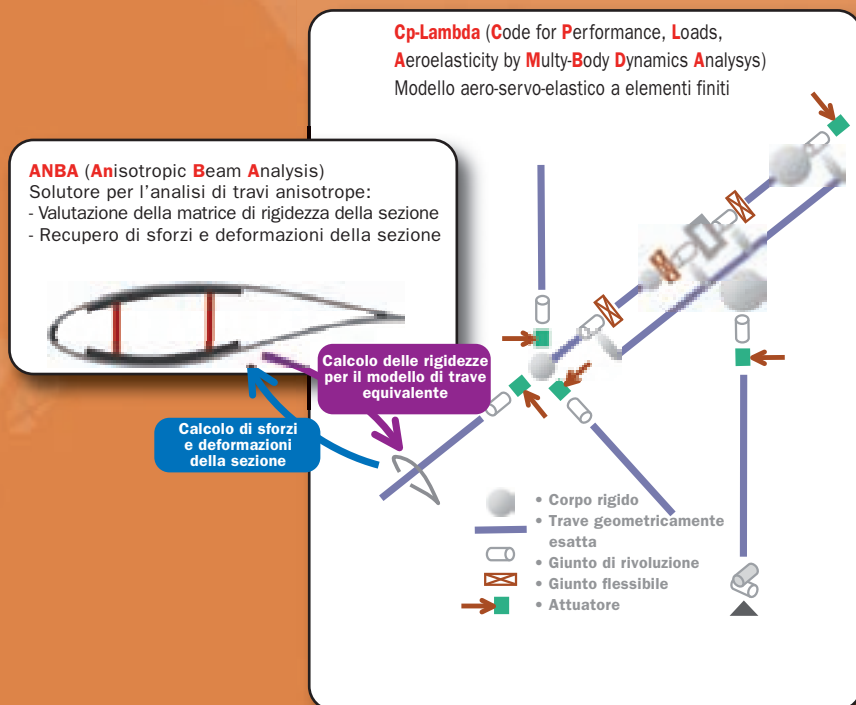 Cp-Lambda (Code for Performance, Loads,
Aeroelasticity by Multy-Body Dynamics Analysys)
Modello aero-servo-elastico a elementi finiti
ANBA (Anisotropic Beam Analysis)
Solutore per l'analisi di travi anisotrope:
- Valutazione della matrice di rigidezza della sezione
- Recupero di sforzi e deformazioni della sezione
Calcolo delle rigidezze
per il modello di trave
equivalente
Calcolo di sforzi
e deformazioni
della sezione
• Corpo rigido
• Trave geometricamente
esatta
• Giunto di rivoluzione
• Giunto flessibile
• Attuatore